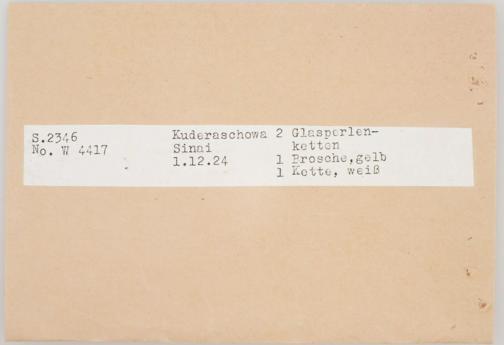 S.2346
No. W 4417
Kuderaschowa
Sinai
1.12.24
2 Glasperlen-
ketten
1 Brosche,gelb
1 Kette, weiß